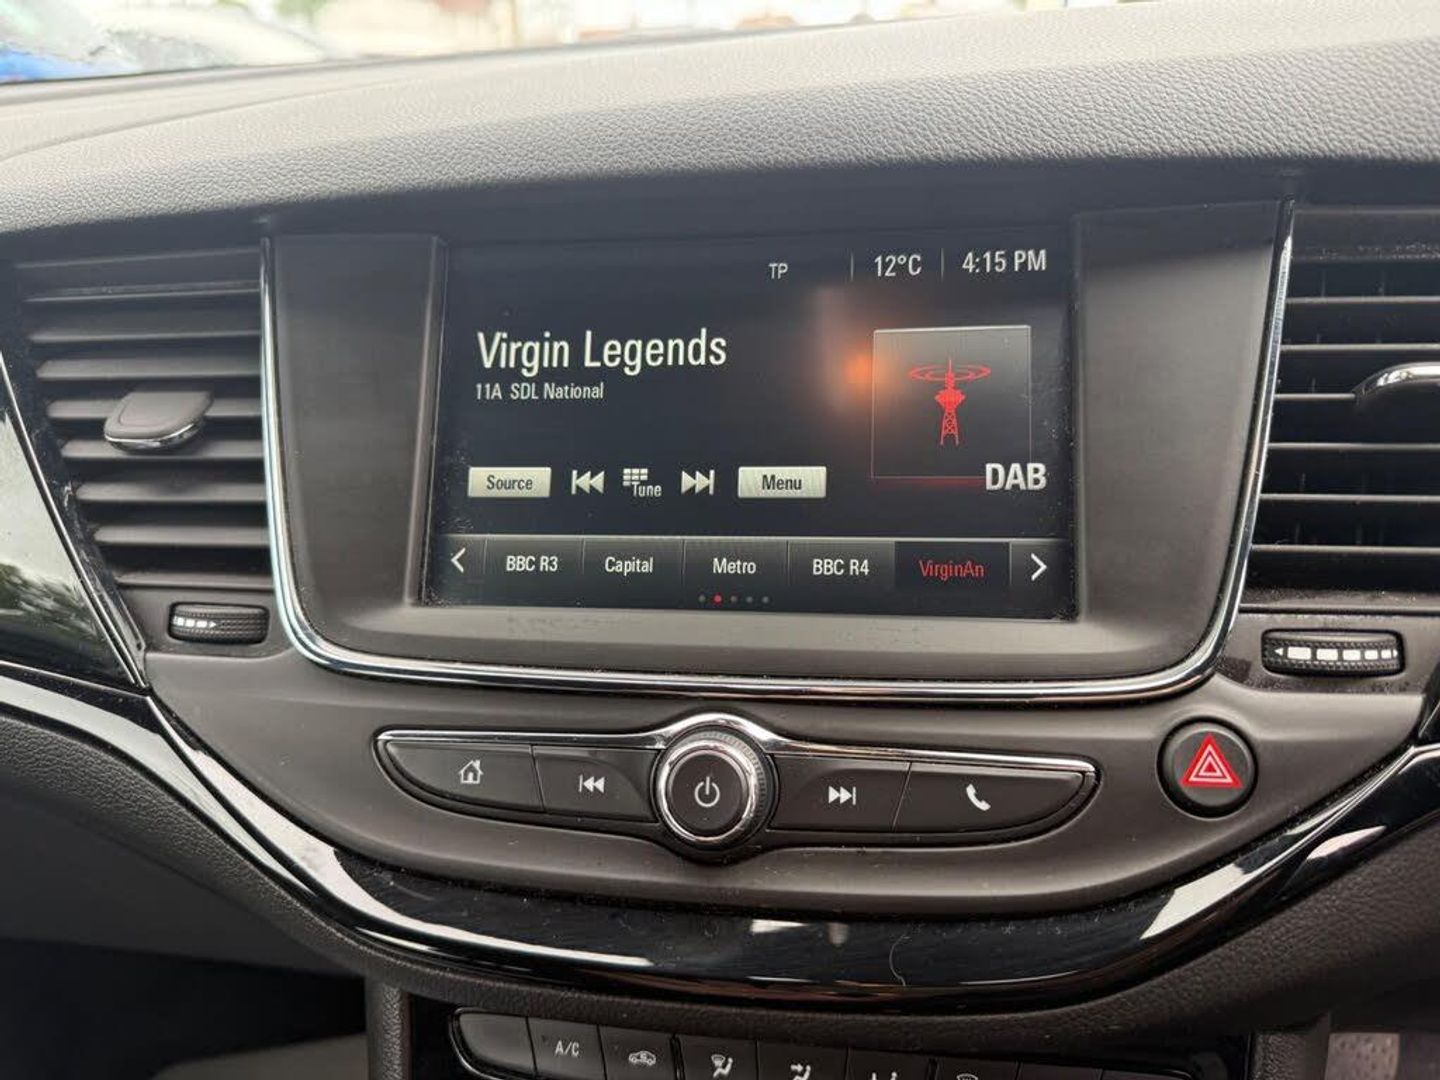 TP 12°C 4:15 PM
Virgin Legends
11A SDL National
DAB
Source Tune Menu
BBC R3 Capital Metro BBC R4 VirginAn
A/C